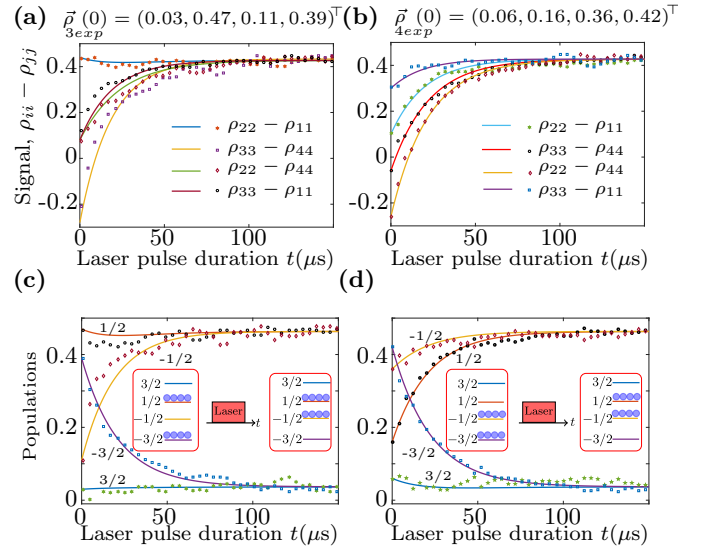 (a) ρ⃗ (0) = (0.03, 0.47, 0.11, 0.39)⊤
3exp
(b) ρ⃗ (0) = (0.06, 0.16, 0.36, 0.42)⊤
4exp
Signal, ρii − ρjj
0.4
0.2
0
-0.2
ρ22 − ρ11
ρ33 − ρ44
ρ22 − ρ44
ρ33 − ρ11
0 50 100
Laser pulse duration t(μs)
0.4
0.2
0
-0.2
ρ22 − ρ11
ρ33 − ρ44
ρ22 − ρ44
ρ33 − ρ11
0 50 100
Laser pulse duration t(μs)
(c)
Populations
0.4
0.2
0
1/2
-1/2
-3/2
3/2
3/2
1/2
−1/2
−3/2
Laser
t
3/2
1/2
−1/2
−3/2
0 50 100
Laser pulse duration t(μs)
(d)
0.4
0.2
0
-1/2
1/2
-3/2
3/2
3/2
1/2
−1/2
−3/2
Laser
t
3/2
1/2
−1/2
−3/2
0 50 100
Laser pulse duration t(μs)